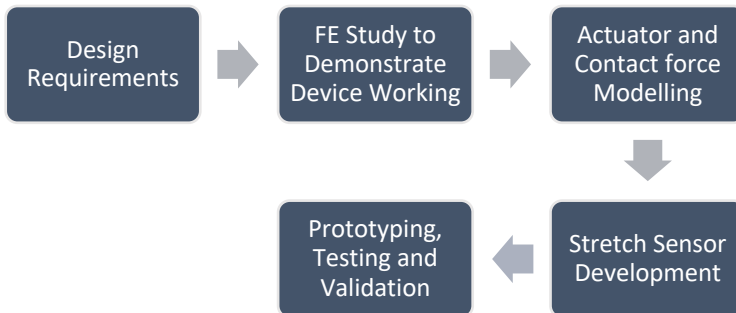 Design
Requirements
FE Study to
Demonstrate
Device Working
Actuator and
Contact force
Modelling
Stretch Sensor
Development
Prototyping,
Testing and
Validation